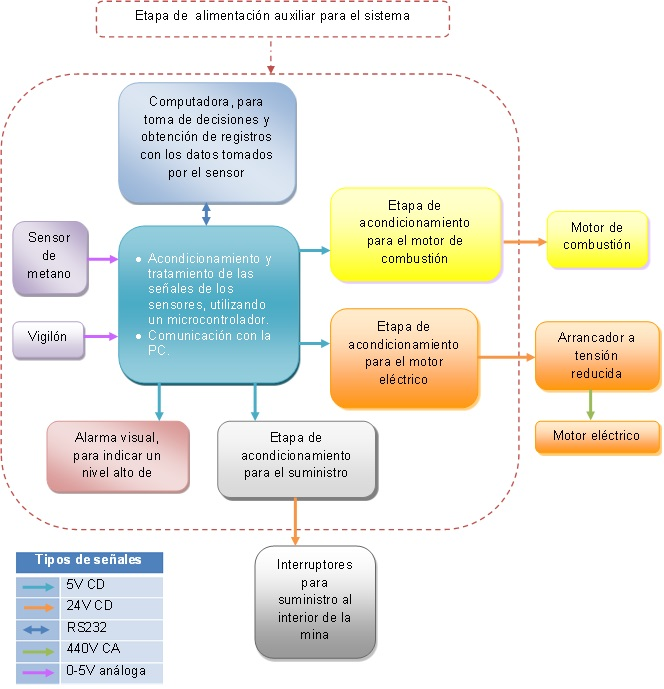 Etapa de alimentación auxiliar para el sistema
Computadora, para
toma de decisiones y
obtención de registros
con los datos tomados
por el sensor
Etapa de
acondicionamiento
para el motor de
combustión
Motor de
combustión
Sensor
de
metano
• Acondicionamiento y
tratamiento de las
señales de los
sensores, utilizando
un microcontrolador.
• Comunicación con la
PC.
Vigilón
Etapa de
acondicionamiento
para el motor
eléctrico
Arrancador a
tensión
reducida
Motor eléctrico
Alarma visual,
para indicar un
nivel alto de
Etapa de
acondicionamiento
para el suministro
Interruptores
para
suministro al
interior de la
mina
Tipos de señales
5V CD
24V CD
RS232
440V CA
0-5V análoga